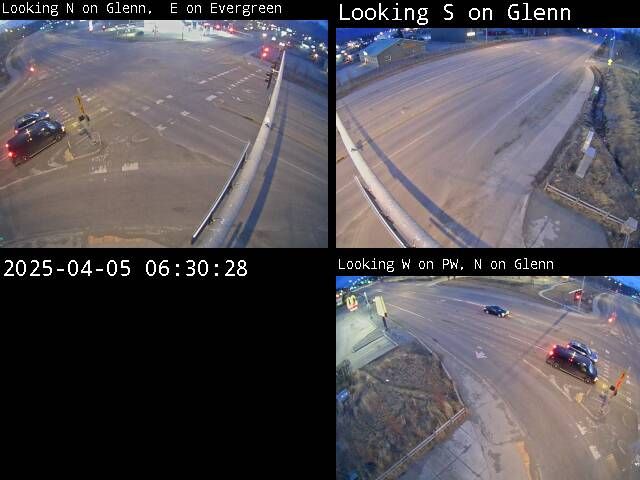 Looking N on Glenn,  E on Evergreen
Looking S on Glenn
2025-04-05 06:30:28
Looking W on PW, N on Glenn